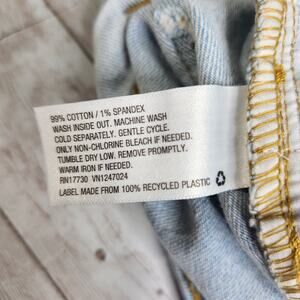 99% COTTON / 1% SPANDEX
WASH INSIDE OUT. MACHINE WASH
COLD SEPARATELY. GENTLE CYCLE.
ONLY NON-CHLORINE BLEACH IF NEEDED.
TUMBLE DRY LOW. REMOVE PROMPTLY.
WARM IRON IF NEEDED.
RN17730 VN1247024
LABEL MADE FROM 100% RECYCLED PLASTIC